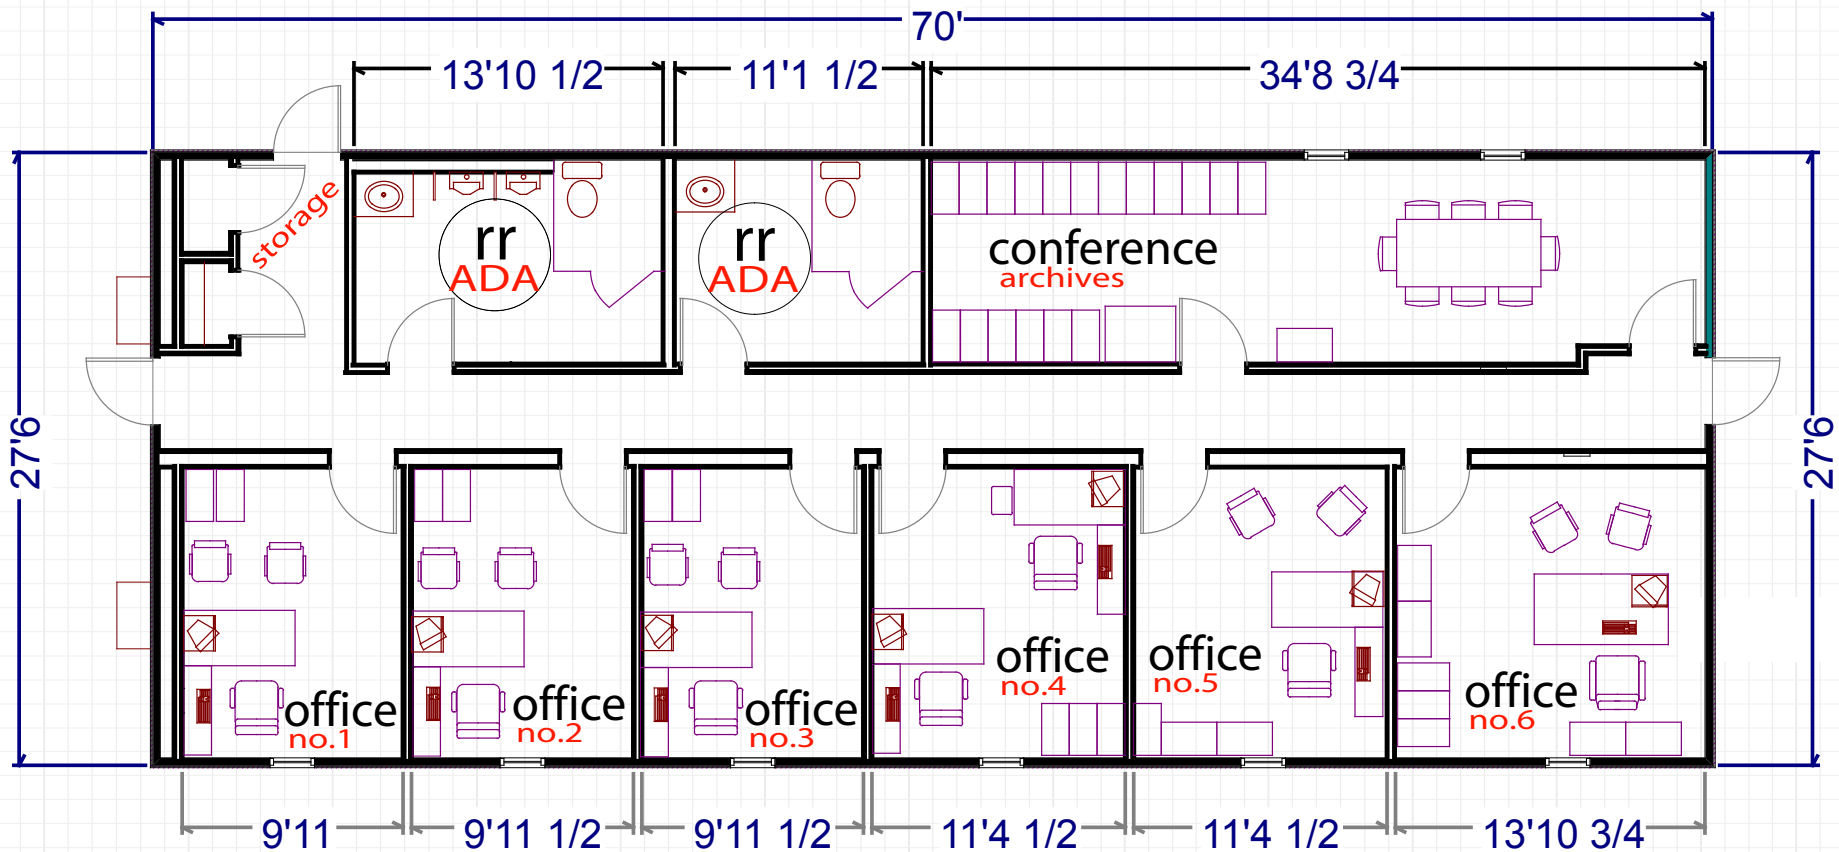 70'
13'10 1/2
11'1 1/2
34'8 3/4
storage
rr
ADA
rr
ADA
conference
archives
27'6
27'6
office
no.1
office
no.2
office
no.3
office
no.4
office
no.5
office
no.6
9'11
9'11 1/2
9'11 1/2
11'4 1/2
11'4 1/2
13'10 3/4